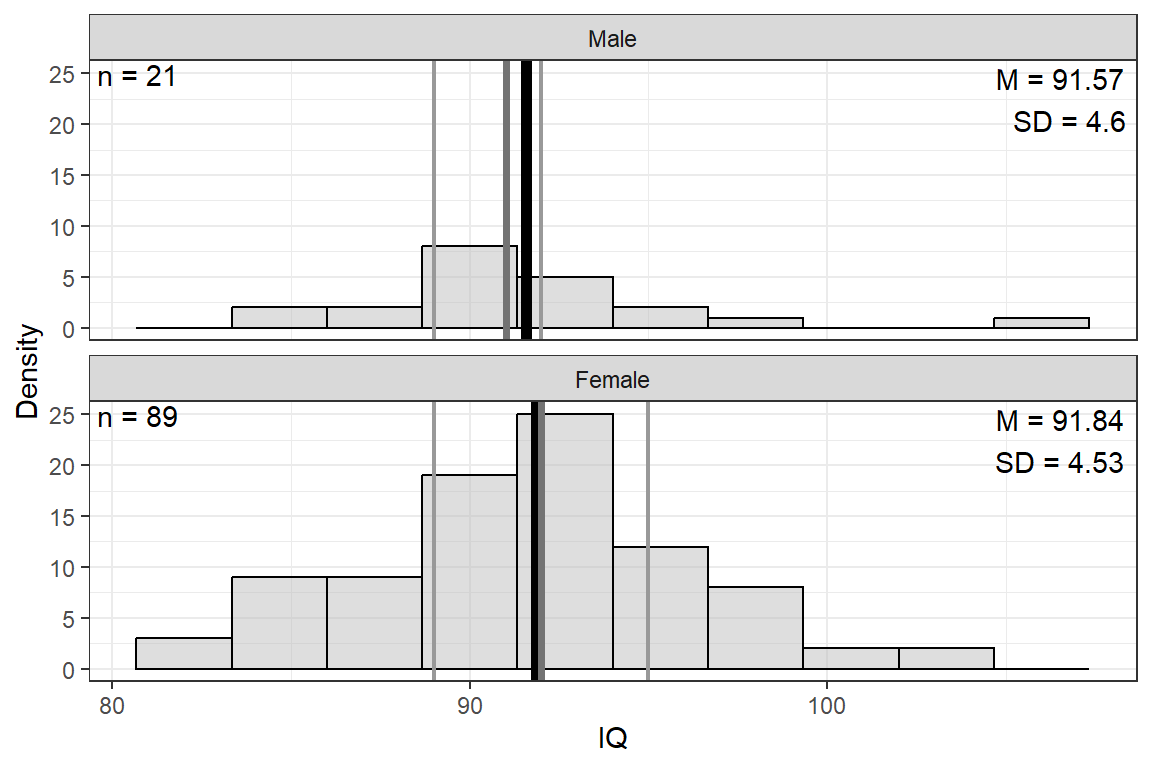 Male
n = 21
M = 91.57
SD = 4.6
25
20
15
10
5
0
Density
Female
n = 89
M = 91.84
SD = 4.53
25
20
15
10
5
0
80
90
100
IQ